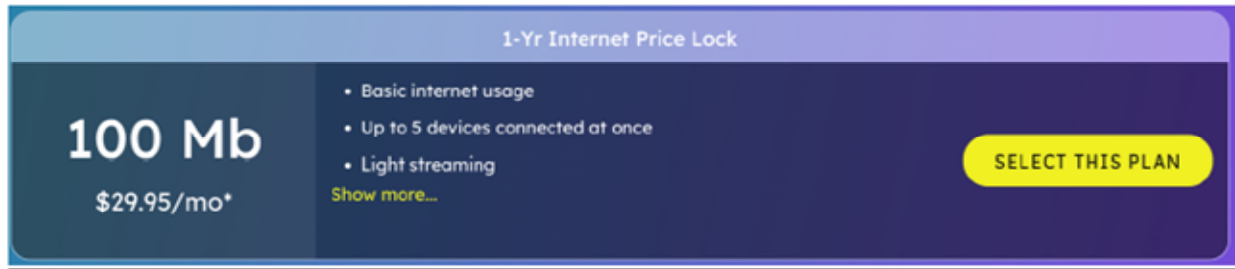 1-Yr Internet Price Lock
100 Mb
$29.95/mo*
• Basic internet usage
• Up to 5 devices connected at once
• Light streaming
Show more...
SELECT THIS PLAN